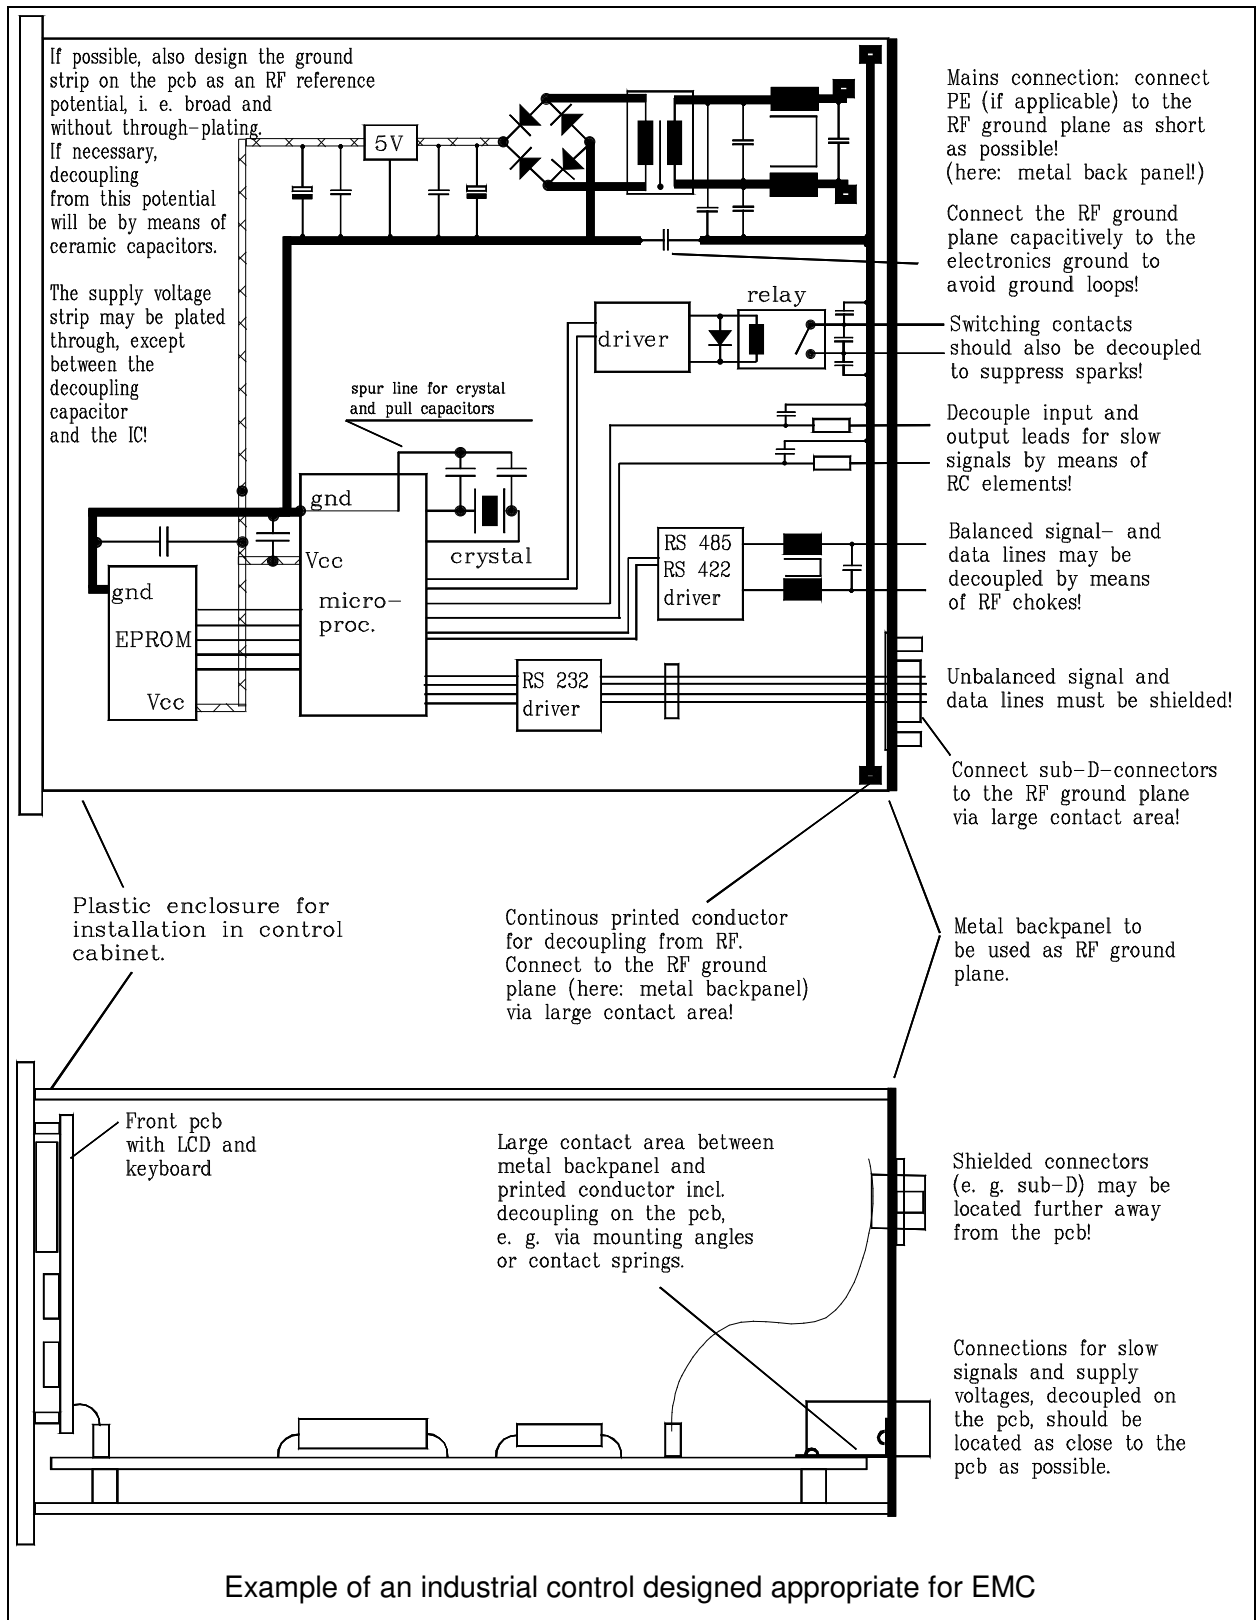 If possible, also design the ground
strip on the pcb as an RF reference
potential, i. e. broad and
without through-plating.
If necessary,
decoupling
from this potential
will be by means of
ceramic capacitors.
The supply voltage
strip may be plated
through, except
between the
decoupling
capacitor
and the IC!
5V
Mains connection: connect
PE (if applicable) to the
RF ground plane as short
as possible!
(here: metal back panel!)
Connect the RF ground
plane capacitively to the
electronics ground to
avoid ground loops!
relay
driver
Switching contacts
should also be decoupled
to suppress sparks!
spur line for crystal
and pull capacitors
Decouple input and
output leads for slow
signals by means of
RC elements!
gnd
Vcc
micro-
proc.
crystal
gnd
EPROM
Vcc
RS 485
RS 422
driver
Balanced signal- and
data lines may be
decoupled by means
of RF chokes!
RS 232
driver
Unbalanced signal and
data lines must be shielded!
Connect sub-D-connectors
to the RF ground plane
via large contact area!
Plastic enclosure for
installation in control
cabinet.
Continous printed conductor
for decoupling from RF.
Connect to the RF ground
plane (here: metal backpanel)
via large contact area!
Metal backpanel to
be used as RF ground
plane.
Front pcb
with LCD and
keyboard
Large contact area between
metal backpanel and
printed conductor incl.
decoupling on the pcb,
e. g. via mounting angles
or contact springs.
Shielded connectors
(e. g. sub-D) may be
located further away
from the pcb!
Connections for slow
signals and supply
voltages, decoupled on
the pcb, should be
located as close to the
pcb as possible.
Example of an industrial control designed appropriate for EMC